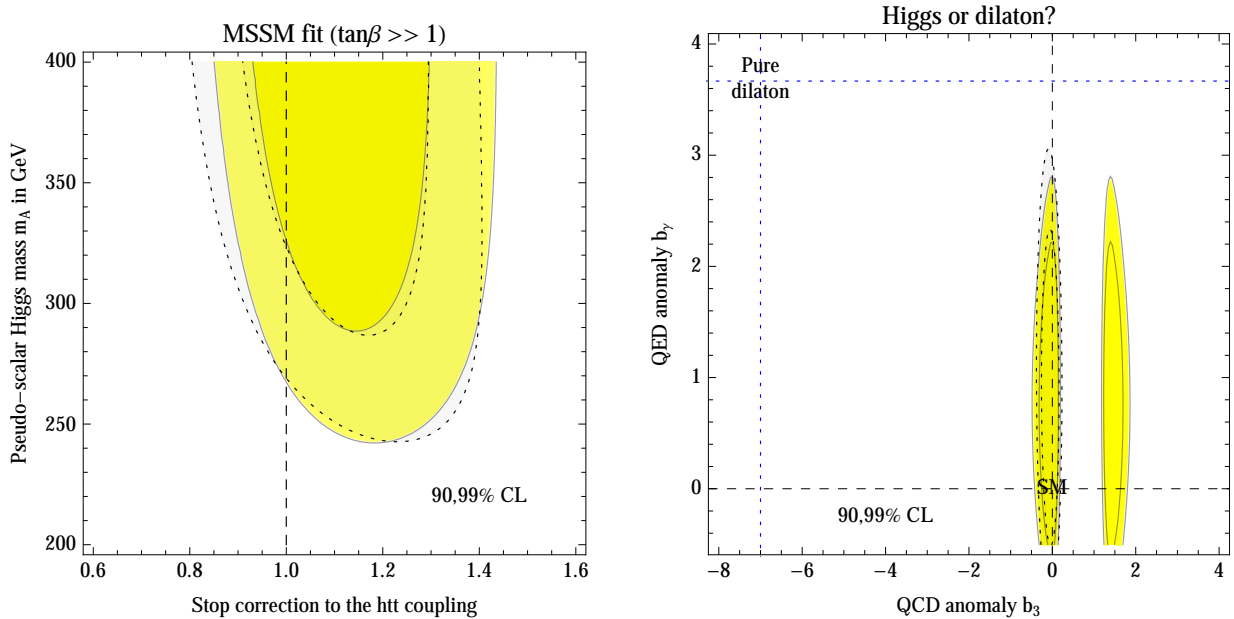 MSSM fit (tanβ >> 1)
400
350
300
250
200
Pseudo−scalar Higgs mass mA in GeV
90,99% CL
0.6 0.8 1.0 1.2 1.4 1.6
Stop correction to the htt coupling
Higgs or dilaton?
4
3
2
1
0
QED anomaly bγ
Pure
dilaton
SM
90,99% CL
−8 −6 −4 −2 0 2 4
QCD anomaly b3